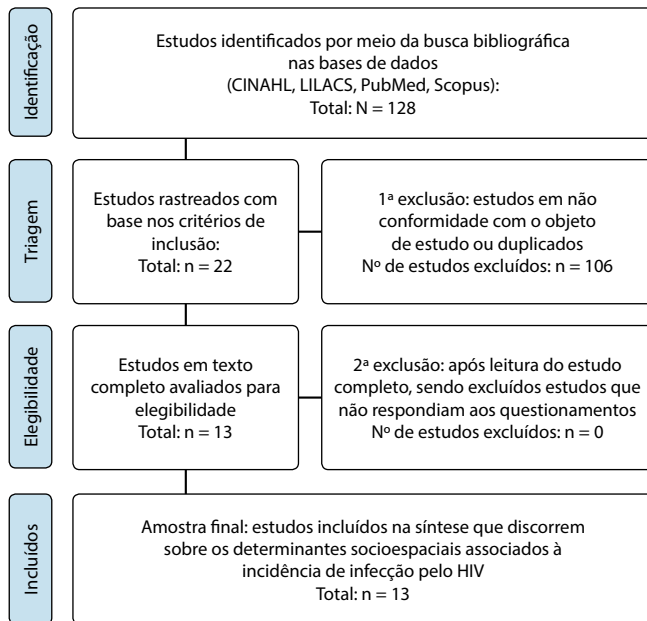 Identificação
Estudos identificados por meio da busca bibliográfica
nas bases de dados
(CINAHL, LILACS, PubMed, Scopus):
Total: N = 128
Triagem
Estudos rastreados com
base nos critérios de
inclusão:
Total: n = 22
1ª exclusão: estudos em não
conformidade com o objeto
de estudo ou duplicados
Nº de estudos excluídos: n = 106
Elegibilidade
Estudos em texto
completo avaliados para
elegibilidade
Total: n = 13
2ª exclusão: após leitura do estudo
completo, sendo excluídos estudos que
não respondiam aos questionamentos
Nº de estudos excluídos: n = 0
Incluídos
Amostra final: estudos incluídos na síntese que discorrem
sobre os determinantes socioespaciais associados à
incidência de infecção pelo HIV
Total: n = 13